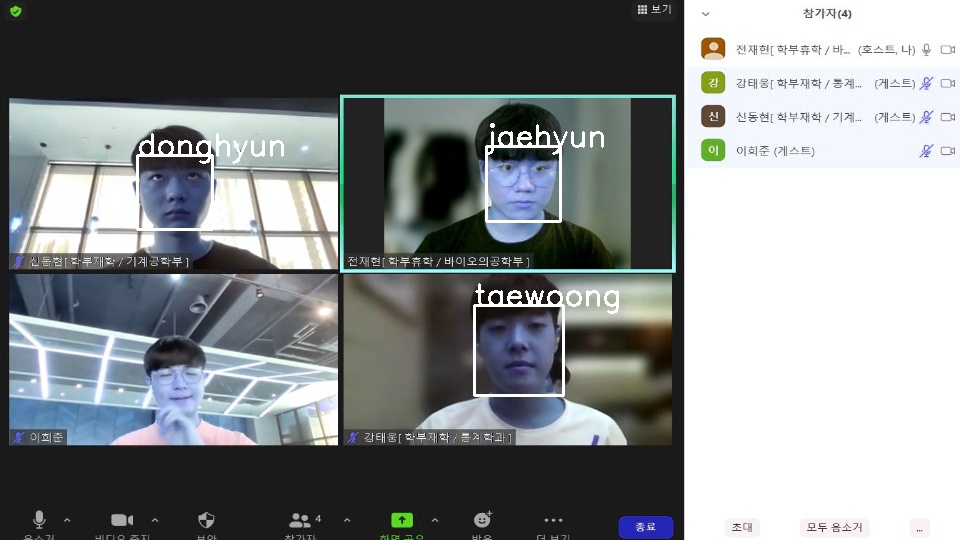 보기
donghyun
jaehyun
신동현[ 학부재학 / 기계공학부 ]
전재현[ 학부휴학 / 바이오의공학부 ]
taewoong
이희준
강태웅[ 학부재학 / 통계학과 ]
4
음소거
비디오 중지
보안
참가자
화면 공유
반응
더 보기
종료
참가자(4)
전재현[ 학부휴학 / 바... (호스트, 나)
강 강태웅[ 학부재학 / 통계... (게스트)
신 신동현[ 학부재학 / 기계... (게스트)
이 이희준 (게스트)
초대
모두 음소거
...